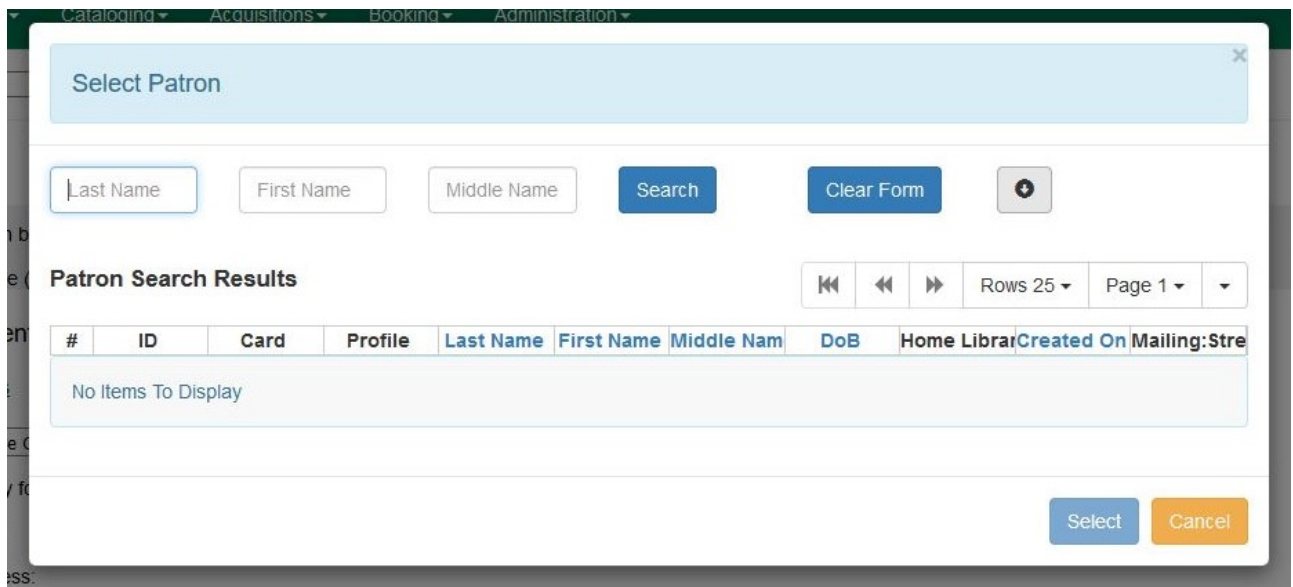 Cataloging Acquisitions Booking Administration
Select Patron ×
Last Name First Name Middle Name Search Clear Form
Patron Search Results Rows 25 Page 1
# ID Card Profile Last Name First Name Middle Nam DoB Home Librar Created On Mailing:Stre
No Items To Display
Select Cancel
ess: